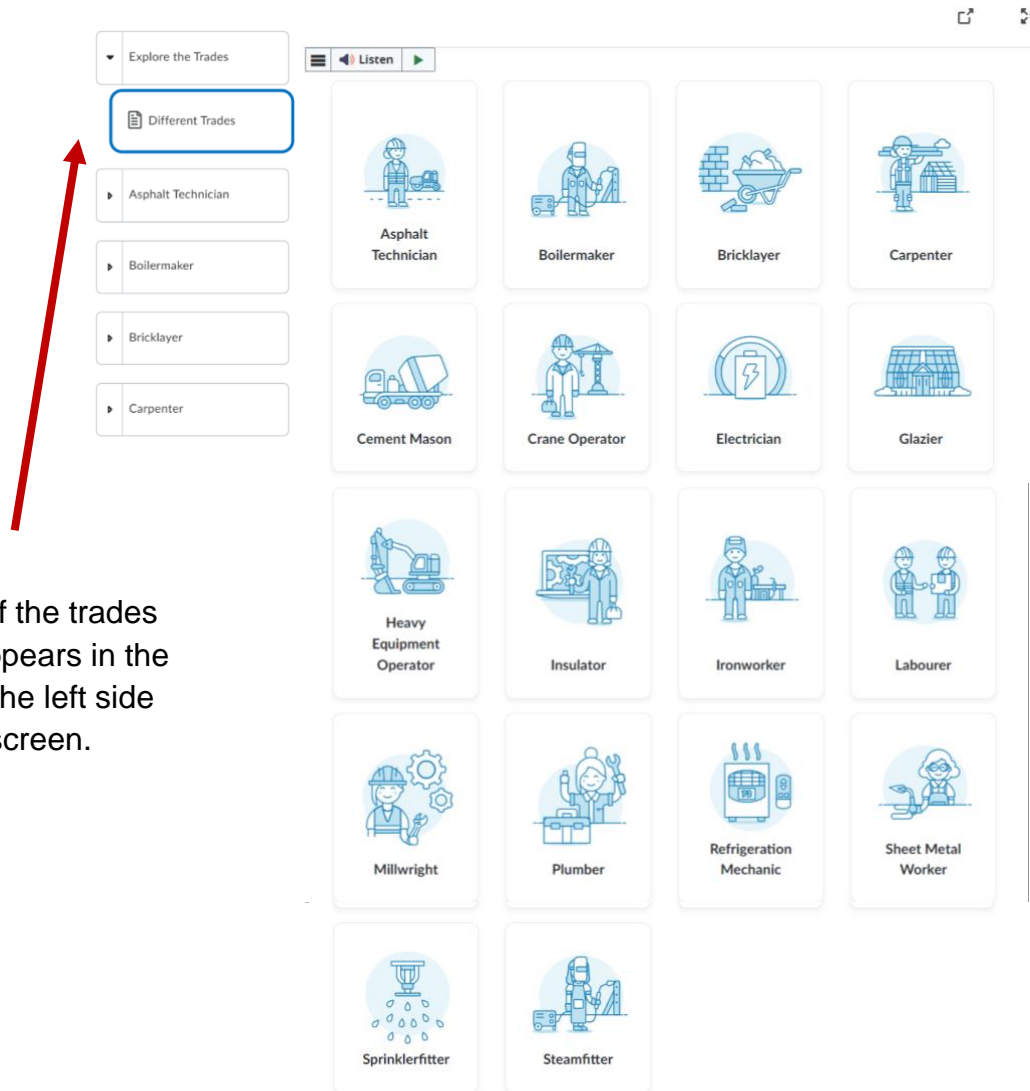 Explore the Trades
Different Trades
Asphalt Technician
Boilermaker
Bricklayer
Carpenter
Listen
Asphalt
Technician
Boilermaker
Bricklayer
Carpenter
Cement Mason
Crane Operator
Electrician
Glazier
Heavy
Equipment
Operator
Insulator
Ironworker
Labourer
Millwright
Plumber
Refrigeration
Mechanic
Sheet Metal
Worker
Sprinklerfitter
Steamfitter
the trades
in the
left side
screen.